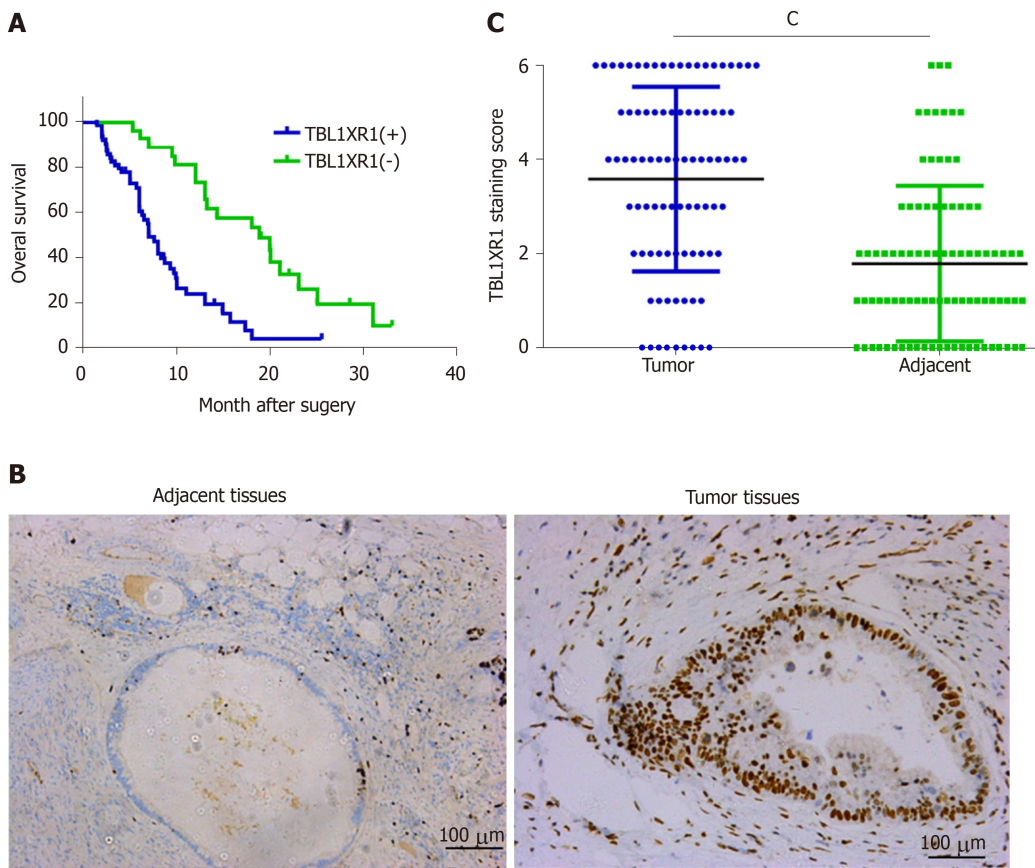 A
100
80
60
40
20
0
Overal survival
0 10 20 30 40
Month after sugery
TBL1XR1(+)
TBL1XR1(-)
C
C
6
4
2
0
TBL1XR1 staining score
Tumor Adjacent
B
Adjacent tissues
Tumor tissues
100 μm
100 μm